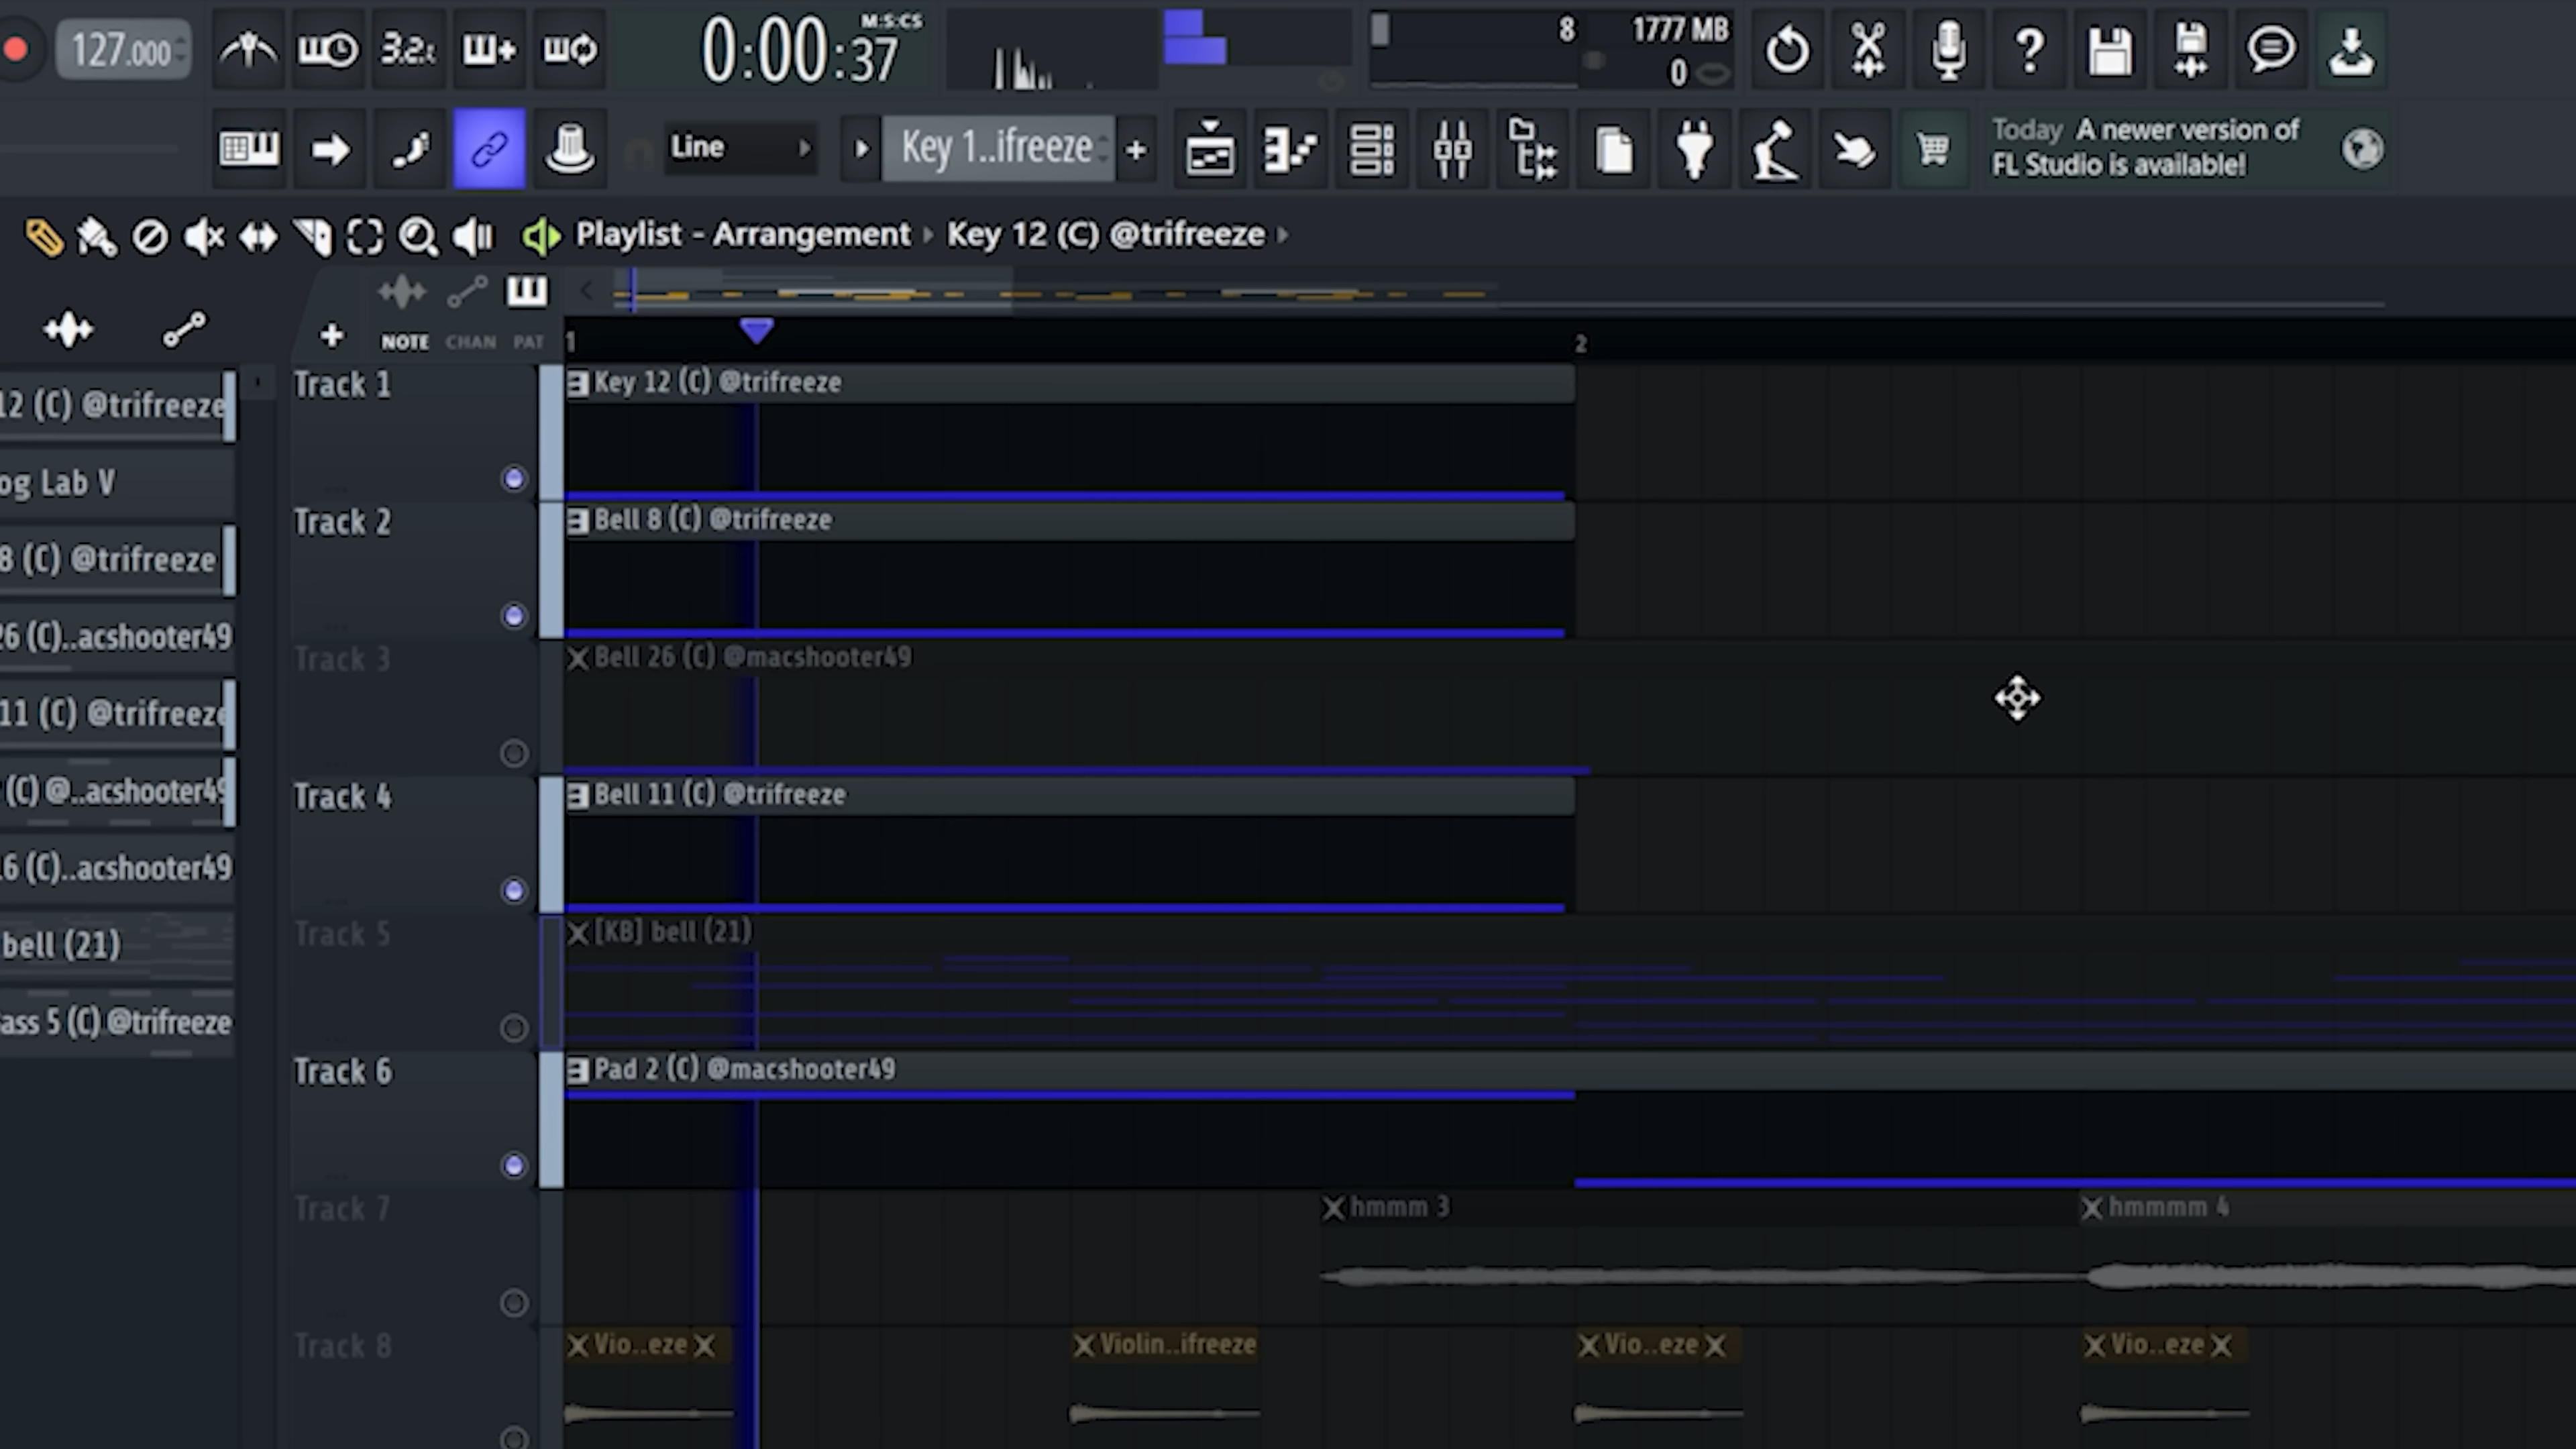 127.000
3.2.
0:00:37
M:S:CS
8
1777 MB
0
Line
Key 1..ifreeze
Today A newer version of
FL Studio is available!
Playlist - Arrangement
Key 12 (C) @trifreeze
NOTE CHAN PAT
1
2
12 (C) @trifreeze
og Lab V
8 (C) @trifreeze
26 (C)..acshooter49
11 (C) @trifreeze
(C) @..acshooter49
16 (C)..acshooter49
bell (21)
ass 5 (C) @trifreeze
Track 1
Key 12 (C) @trifreeze
Track 2
Bell 8 (C) @trifreeze
Track 3
Bell 26 (C) @macshooter49
Track 4
Bell 11 (C) @trifreeze
Track 5
[KB] bell (21)
Track 6
Pad 2 (C) @macshooter49
Track 7
hmmm 3
hmmmm 4
Track 8
Vio..eze
Violin..ifreeze
Vio..eze
Vio..eze